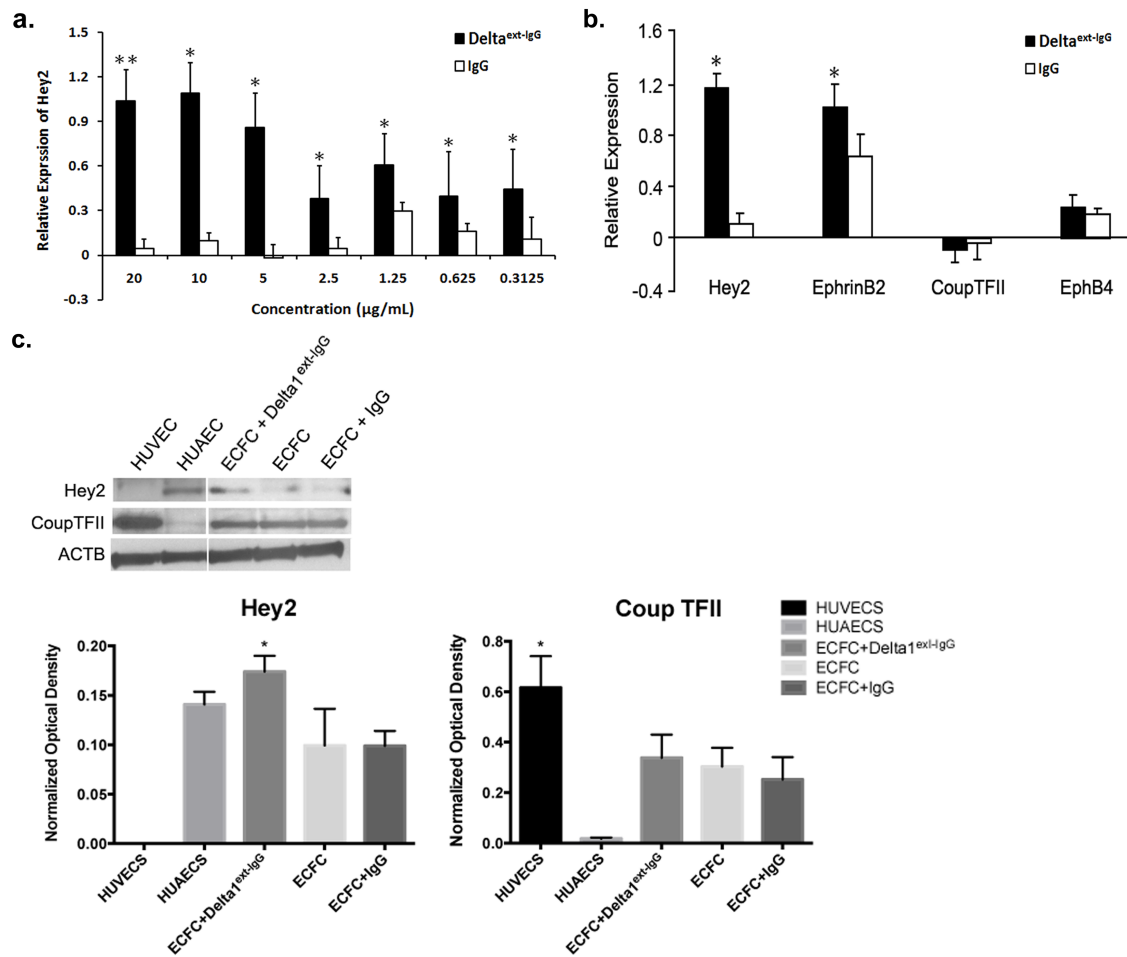 a.
1.5
1.2
0.9
0.6
0.3
0
-0.3
Relative Exprssion of Hey2
** * * * * * *
Delta^ext-IgG
IgG
20 10 5 2.5 1.25 0.625 0.3125
Concentration (µg/mL)
b.
1.6
1.2
0.8
0.4
0
-0.4
Relative Expression
* *
Delta^ext-IgG
IgG
Hey2 EphrinB2 CoupTFII EphB4
c.
HUVEC
HUAEC
ECFC + Delta1^ext-IgG
ECFC
ECFC + IgG
Hey2
CoupTFII
ACTB
Hey2
0.20
0.15
0.10
0.05
0.00
Normalized Optical Density
*
HUVECS
HUAECS
ECFC+Delta1^ext-IgG
ECFC
ECFC+IgG
Coup TFII
0.8
0.6
0.4
0.2
0.0
Normalized Optical Density
*
HUVECS
HUAECS
ECFC+Delta1^ext-IgG
ECFC
ECFC+IgG
HUVECS
HUAECS
ECFC+Delta1^exl-IgG
ECFC
ECFC+IgG